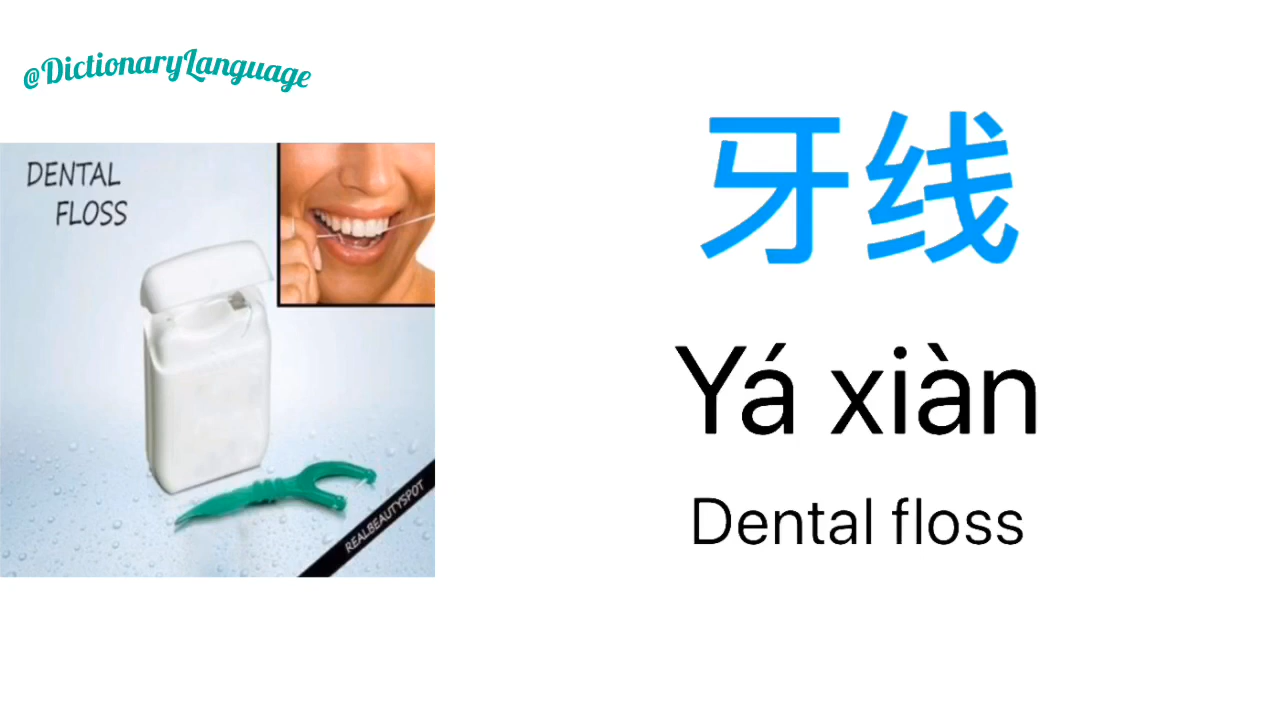 @DictionaryLanguage
DENTAL
FLOSS
REALBEAUTYSPOT
牙线
Yá xiàn
Dental floss